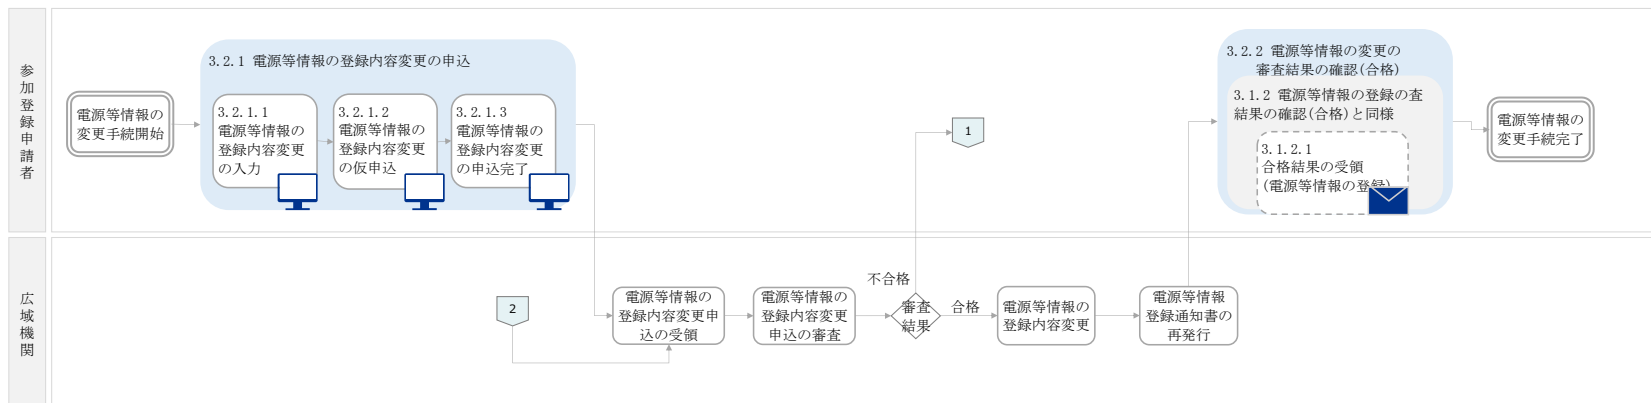 参加登録申請者
電源等情報の
変更手続開始
3.2.1 電源等情報の登録内容変更の申込
3.2.1.1
電源等情報の
登録内容変更
の入力
3.2.1.2
電源等情報の
登録内容変更
の仮申込
3.2.1.3
電源等情報の
登録内容変更
の申込完了
1
3.2.2 電源等情報の変更の
審査結果の確認(合格)
3.1.2 電源等情報の登録の査
結果の確認(合格)と同様
3.1.2.1
合格結果の受領
(電源等情報の登録)
電源等情報の
変更手続完了
広域機関
2
電源等情報の
登録内容変更申
込の受領
電源等情報の
登録内容変更
申込の審査
不合格
審査
結果
合格
電源等情報の
登録内容変更
電源等情報
登録通知書の
再発行